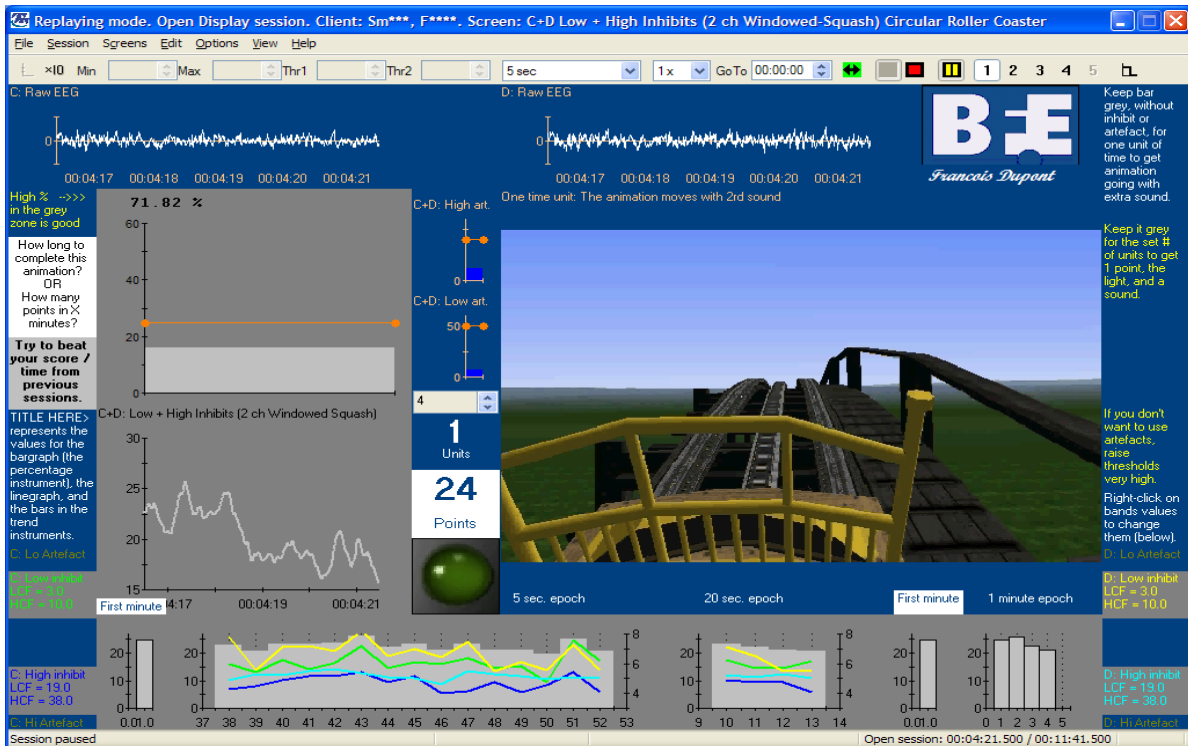 Replaying mode. Open Display session. Client: Sm***, F****. Screen: C+D Low + High Inhibits (2 ch Windowed-Squash) Circular Roller Coaster
File Session Screens Edit Options View Help
×10 Min Max Thr1 Thr2 5 sec 1 x GoTo 00:00:00 1 2 3 4 5
C: Raw EEG
0
00:04:17 00:04:18 00:04:19 00:04:20 00:04:21
D: Raw EEG
0
00:04:17 00:04:18 00:04:19 00:04:20 00:04:21
BFE
Francois Dupont
Keep bar
grey, without
inhibit or
artefact, for
one unit of
time to get
animation
going with
extra sound.
Keep it grey
for the set #
of units to get
1 point, the
light, and a
sound.
If you don't
want to use
artefacts,
raise
thresholds
very high.
Right-click on
bands values
to change
them (below).
D: Lo Artefact
High % -->>>
in the grey
zone is good
How long to
complete this
animation?
OR
How many
points in X
minutes?
Try to beat
your score /
time from
previous
sessions.
TITLE HERE>
represents the
values for the
bargraph (the
percentage
instrument), the
linegraph, and
the bars in the
trend
instruments.
C: Lo Artefact
71.82 %
60
40
20
0
C+D: High art.
0
C+D: Low art.
50
0
4
1
Units
24
Points
One time unit: The animation moves with 2rd sound
C+D: Low + High Inhibits (2 ch Windowed Squash)
30
25
20
15
First minute 4:17 00:04:19 00:04:21
5 sec. epoch 20 sec. epoch First minute 1 minute epoch
C: Low inhibit
LCF = 3.0
HCF = 10.0
C: High inhibit
LCF = 19.0
HCF = 38.0
C: Hi Artefact
20
10
0
0.01.0
20
10
0
8
6
4
37 38 39 40 41 42 43 44 45 46 47 48 49 50 51 52 53
20
10
0
8
6
4
9 10 11 12 13 14
20
10
0
0.01.0
20
10
0
0 1 2 3 4 5
D: Low inhibit
LCF = 3.0
HCF = 10.0
D: High inhibit
LCF = 19.0
HCF = 38.0
D: Hi Artefact
Session paused
Open session: 00:04:21.500 / 00:11:41.500